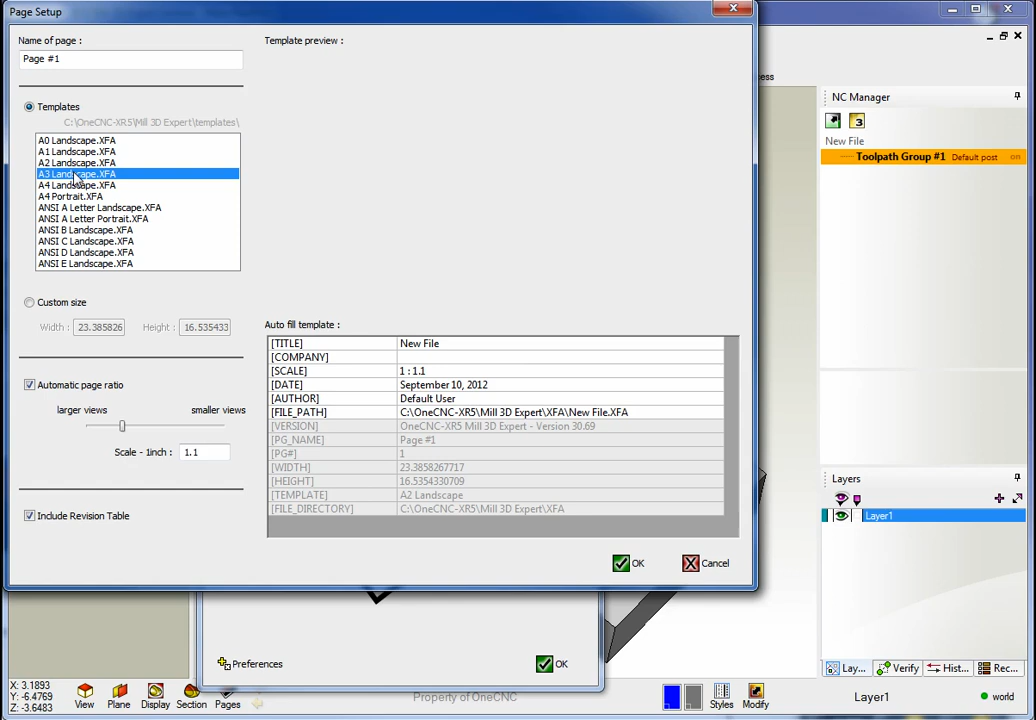 Page Setup
Name of page :
Page #1
Template preview :
Templates
C:\OneCNC-XR5\Mill 3D Expert\templates\
A0 Landscape.XFA
A1 Landscape.XFA
A2 Landscape.XFA
A3 Landscape.XFA
A4 Landscape.XFA
A4 Portrait.XFA
ANSI A Letter Landscape.XFA
ANSI A Letter Portrait.XFA
ANSI B Landscape.XFA
ANSI C Landscape.XFA
ANSI D Landscape.XFA
ANSI E Landscape.XFA
Custom size
Width : 23.385826 Height : 16.535433
Automatic page ratio
larger views smaller views
Scale - 1inch : 1.1
Include Revision Table
Auto fill template :
[TITLE] New File
[COMPANY]
[SCALE] 1 : 1.1
[DATE] September 10, 2012
[AUTHOR] Default User
[FILE_PATH] C:\OneCNC-XR5\Mill 3D Expert\XFA\New File.XFA
[VERSION] OneCNC-XR5 Mill 3D Expert - Version 30.69
[PG_NAME] Page #1
[PG#] 1
[WIDTH] 23.3858267717
[HEIGHT] 16.5354330709
[TEMPLATE] A2 Landscape
[FILE_DIRECTORY] C:\OneCNC-XR5\Mill 3D Expert\XFA
OK Cancel
NC Manager
3
New File
Toolpath Group #1 Default post on
Layers
Layer1
Preferences OK
Lay... Verify Hist... Rec...
X: 3.1893
Y: -6.4769
Z: -3.6483
View Plane Display Section Pages
Property of OneCNC
Styles Modify
Layer1
world